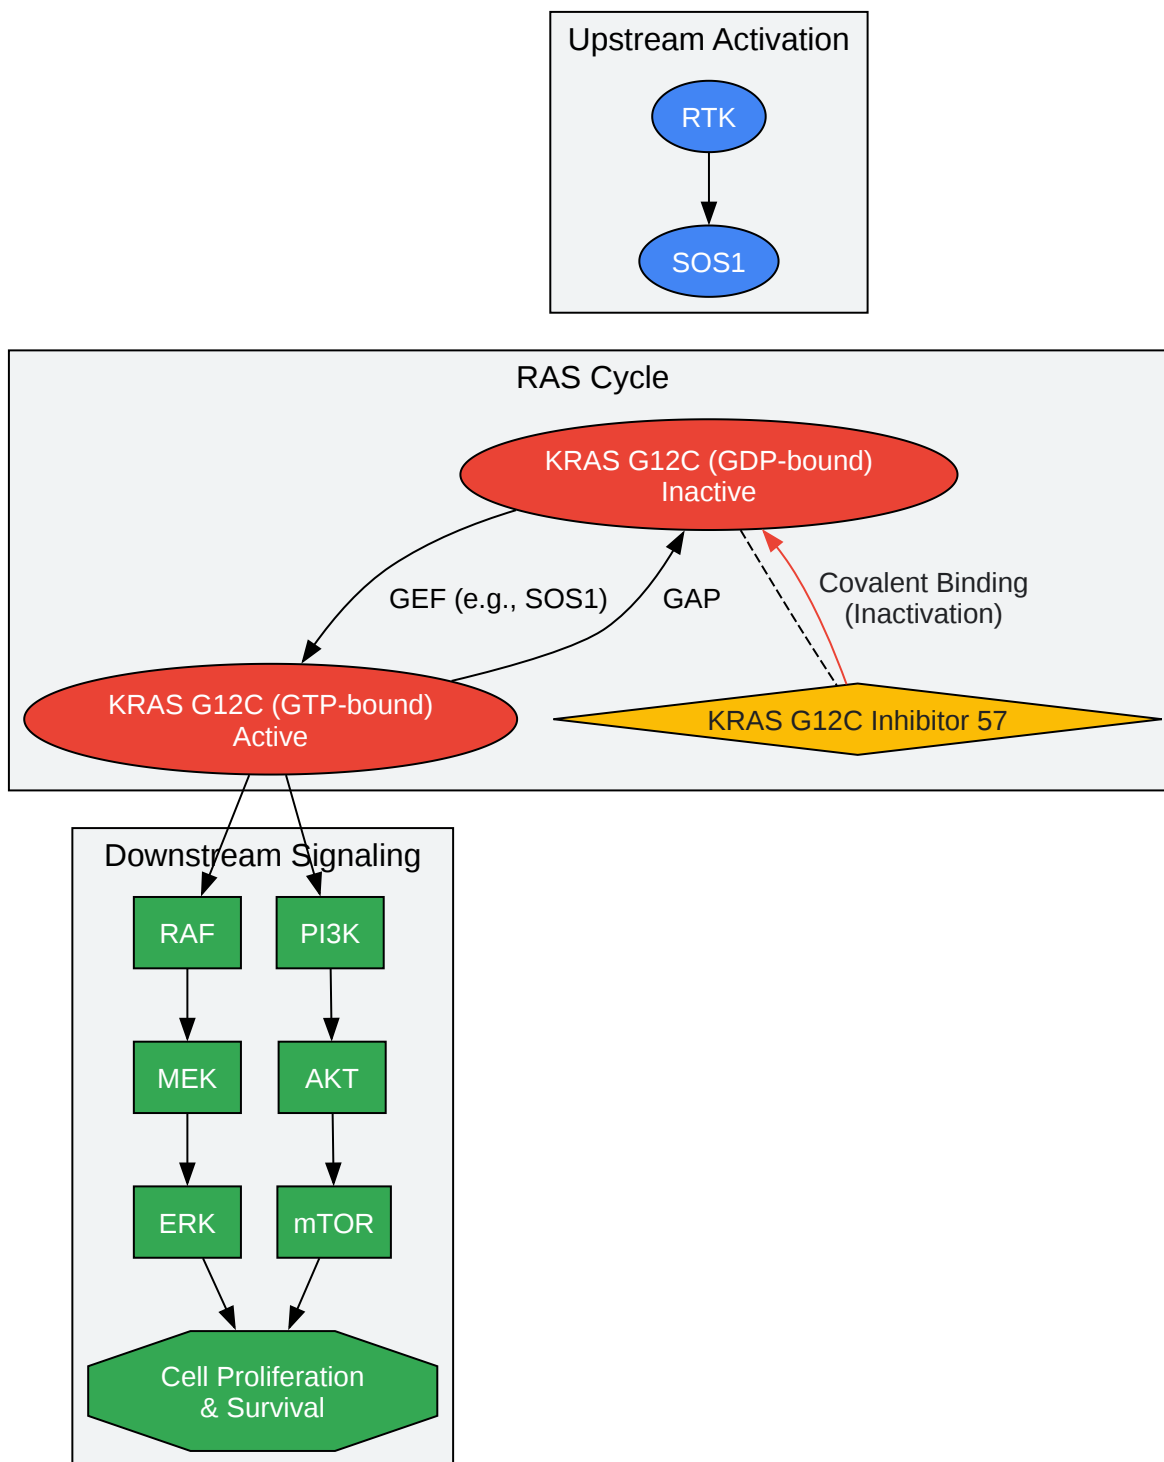 Upstream Activation
RTK
SOS1
RAS Cycle
KRAS G12C (GDP-bound)
Inactive
GEF (e.g., SOS1)
GAP
Covalent Binding
(Inactivation)
KRAS G12C (GTP-bound)
Active
KRAS G12C Inhibitor 57
Downstream Signaling
RAF
PI3K
MEK
AKT
ERK
mTOR
Cell Proliferation
& Survival